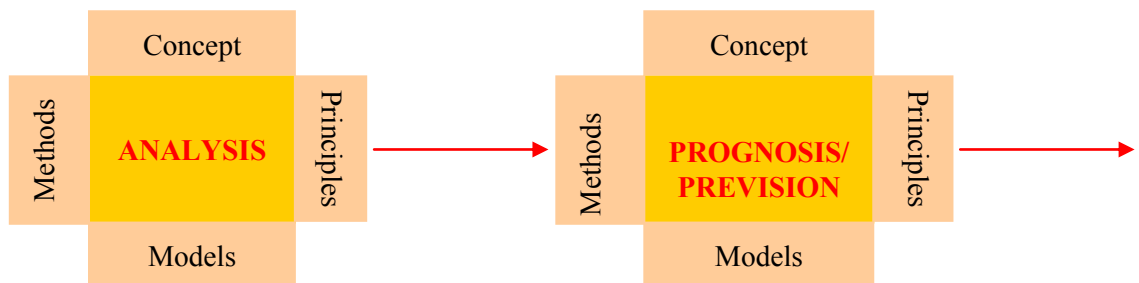 Concept
Methods
ANALYSIS
Principles
Models
Concept
Methods
PROGNOSIS/
PREVISION
Principles
Models